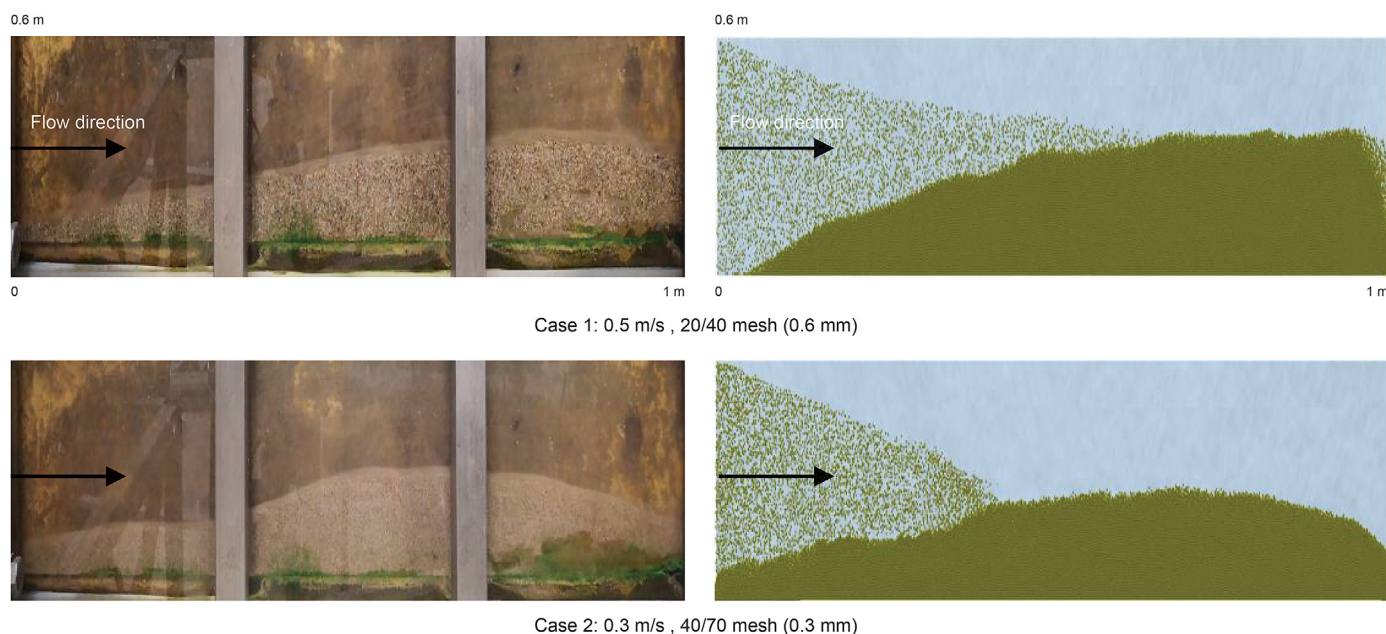 0.6 m
0.6 m
Flow direction
Flow direction
0
1 m
0
1 m
Case 1: 0.5 m/s , 20/40 mesh (0.6 mm)
Case 2: 0.3 m/s , 40/70 mesh (0.3 mm)